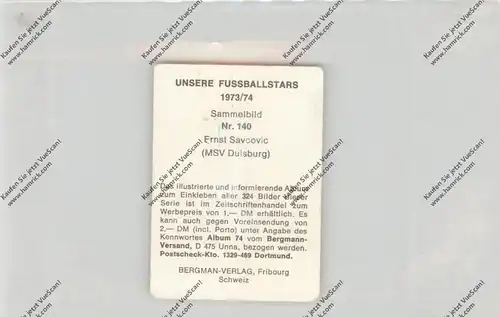 UNSERE FUSSBALLSTARS
1973/74
Sammelbild
Nr. 140
Ernst Savcovic
(MSV Duisburg)
Das illustrierte und informierende Album
zum Einkleben aller 324 Bilder dieser
Serie ist im Zeitschriftenhandel zum
Werbepreis von 1,— DM erhältlich. Es
kann auch gegen Voreinsendung von
2,— DM (incl. Porto) unter Angabe des
Kennwortes Album 74 vom Bergmann-
Versand, D 475 Unna, bezogen werden.
Postscheck-Kto. 1329-469 Dortmund.
BERGMAN-VERLAG, Fribourg
Schweiz
Kaufen Sie jetzt VueScan!
www.hamrick.com